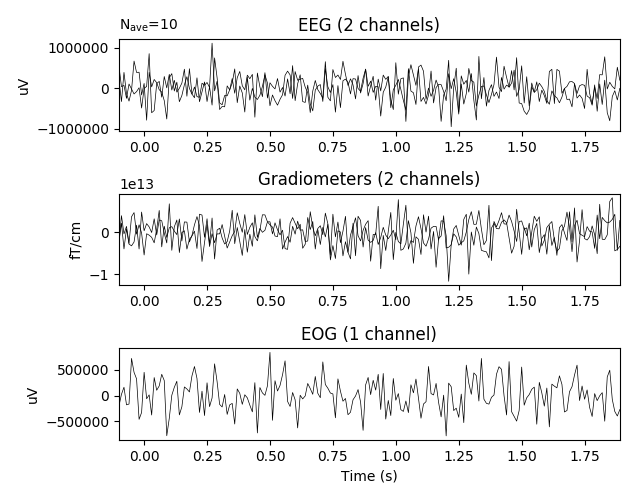 N_ave=10
EEG (2 channels)
1000000
0
−1000000
uV
0.00 0.25 0.50 0.75 1.00 1.25 1.50 1.75
1e13
Gradiometers (2 channels)
0
−1
fT/cm
0.00 0.25 0.50 0.75 1.00 1.25 1.50 1.75
EOG (1 channel)
500000
0
−500000
uV
0.00 0.25 0.50 0.75 1.00 1.25 1.50 1.75
Time (s)